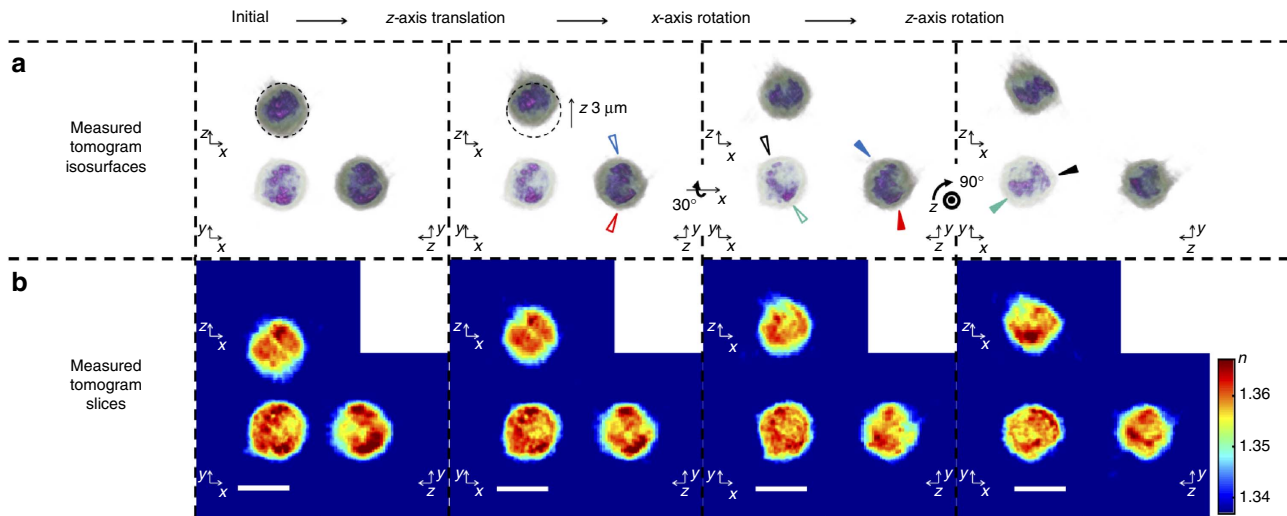 Initial z-axis translation x-axis rotation z-axis rotation
a
Measured
tomogram
isosurfaces
z 3 μm
z
x
z
x
z
x
z
x
30°
x
z
90°
y
x
y
z
y
x
y
z
y
x
y
z
y
x
y
z
b
Measured
tomogram
slices
z
x
z
x
z
x
z
x
n
1.36
1.35
1.34
y
x
y
z
y
x
y
z
y
x
y
z
y
x
y
z